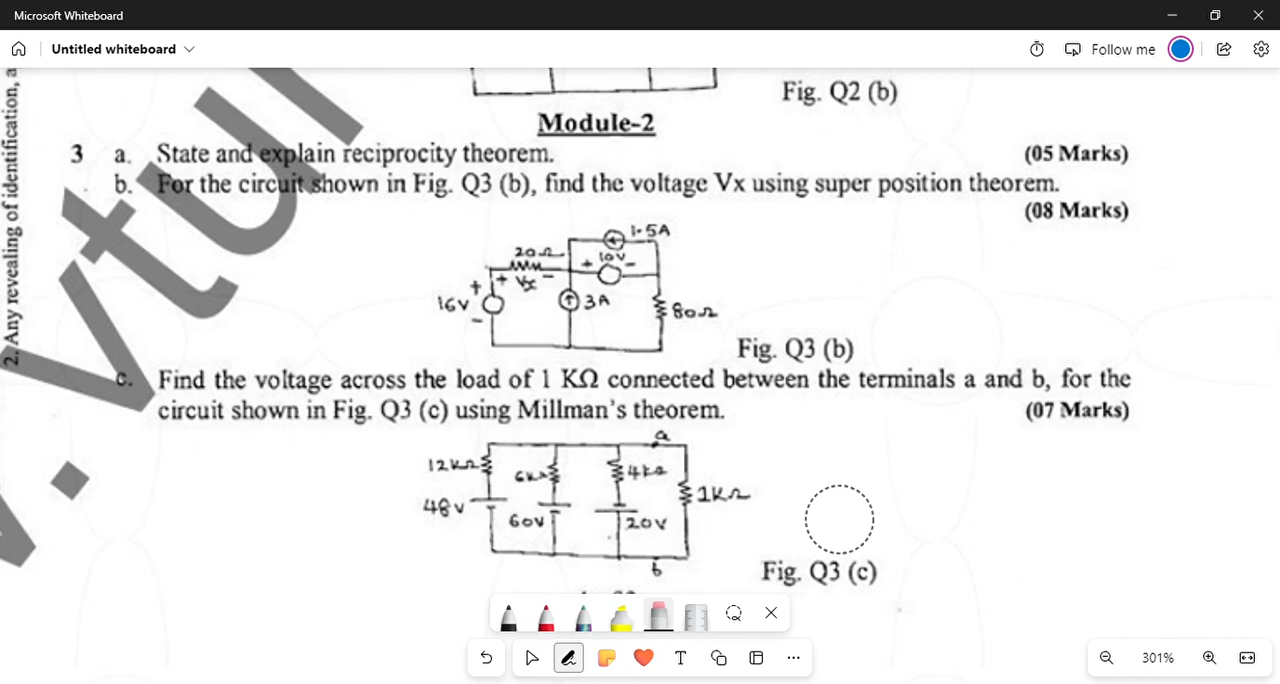 Microsoft Whiteboard
Untitled whiteboard
Follow me
2. Any revealing of identification, a
Fig. Q2 (b)
Module-2
3 a. State and explain reciprocity theorem. (05 Marks)
b. For the circuit shown in Fig. Q3 (b), find the voltage Vx using super position theorem.
(08 Marks)
1.5A
20Ω
+ 10V -
+ Vx -
+
16V
-
3A
80Ω
Fig. Q3 (b)
c. Find the voltage across the load of 1 KΩ connected between the terminals a and b, for the
circuit shown in Fig. Q3 (c) using Millman's theorem. (07 Marks)
a
12KΩ
4kΩ
1KΩ
48V
60V
20V
b
Fig. Q3 (c)
301%
vtu